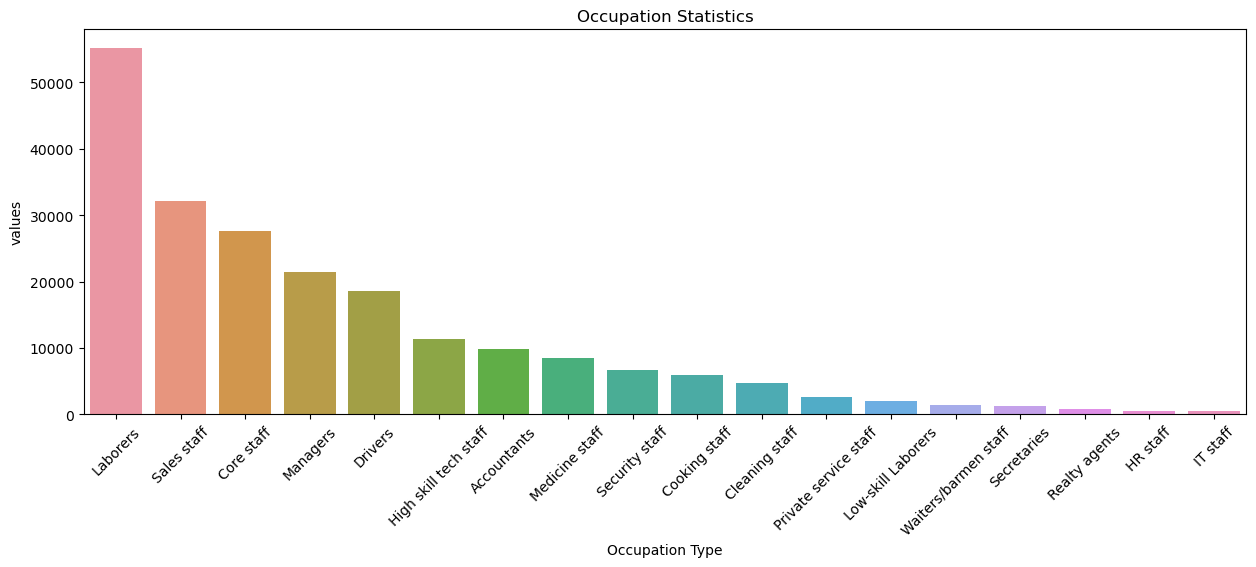 Occupation Statistics
values
50000
40000
30000
20000
10000
0
Laborers
Sales staff
Core staff
Managers
Drivers
High skill tech staff
Accountants
Medicine staff
Security staff
Cooking staff
Cleaning staff
Private service staff
Low-skill Laborers
Waiters/barmen staff
Secretaries
Realty agents
HR staff
IT staff
Occupation Type